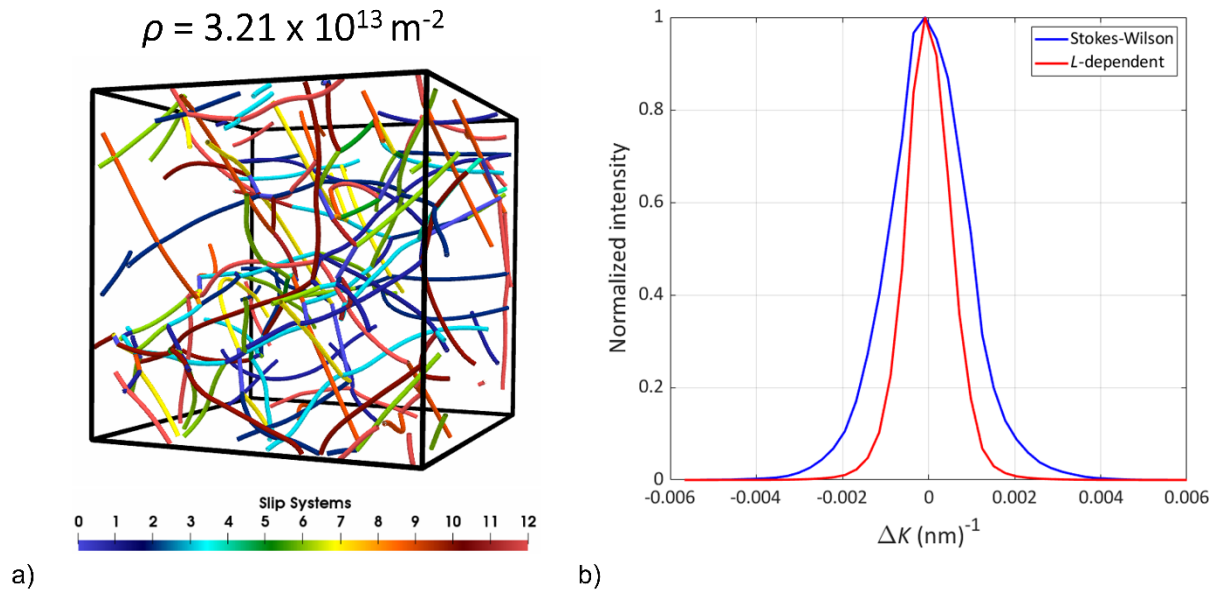 ρ = 3.21 x 10¹³ m⁻²
Slip Systems
0 1 2 3 4 5 6 7 8 9 10 11 12
a)
Normalized intensity
1
0.8
0.6
0.4
0.2
0
-0.006 -0.004 -0.002 0 0.002 0.004 0.006
ΔK (nm)⁻¹
Stokes-Wilson
L-dependent
b)